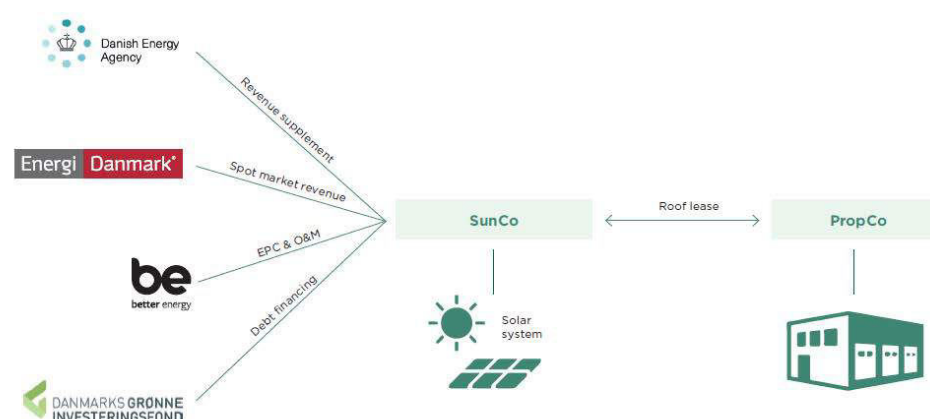 Danish Energy
Agency
Revenue supplement
Energi Danmark
Spot market revenue
SunCo
Roof lease
PropCo
EPC & O&M
be
better energy
Debt financing
Solar
system
DANMARKS GRØNNE
INVESTERINGSFOND